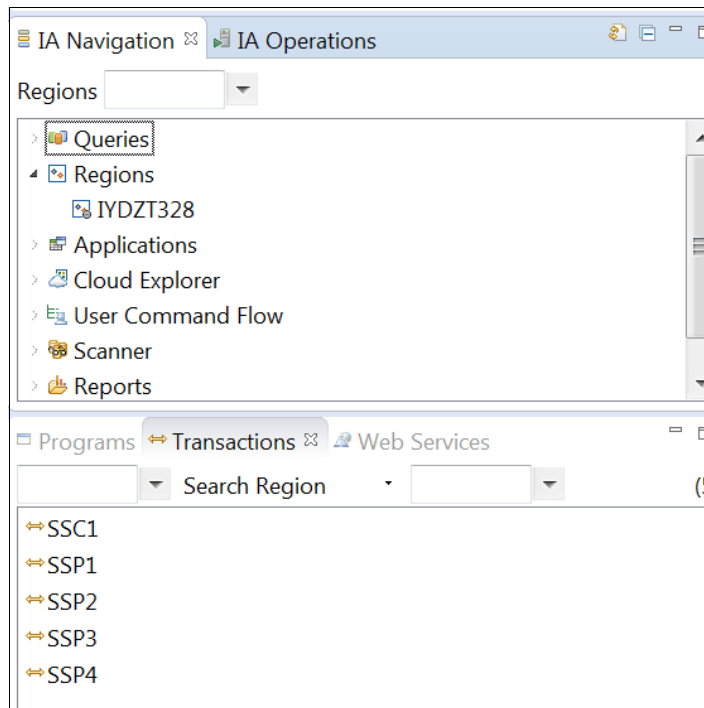 IA Navigation IA Operations
Regions
Queries
Regions
IYDZT328
Applications
Cloud Explorer
User Command Flow
Scanner
Reports
Programs Transactions Web Services
Search Region
SSC1
SSP1
SSP2
SSP3
SSP4